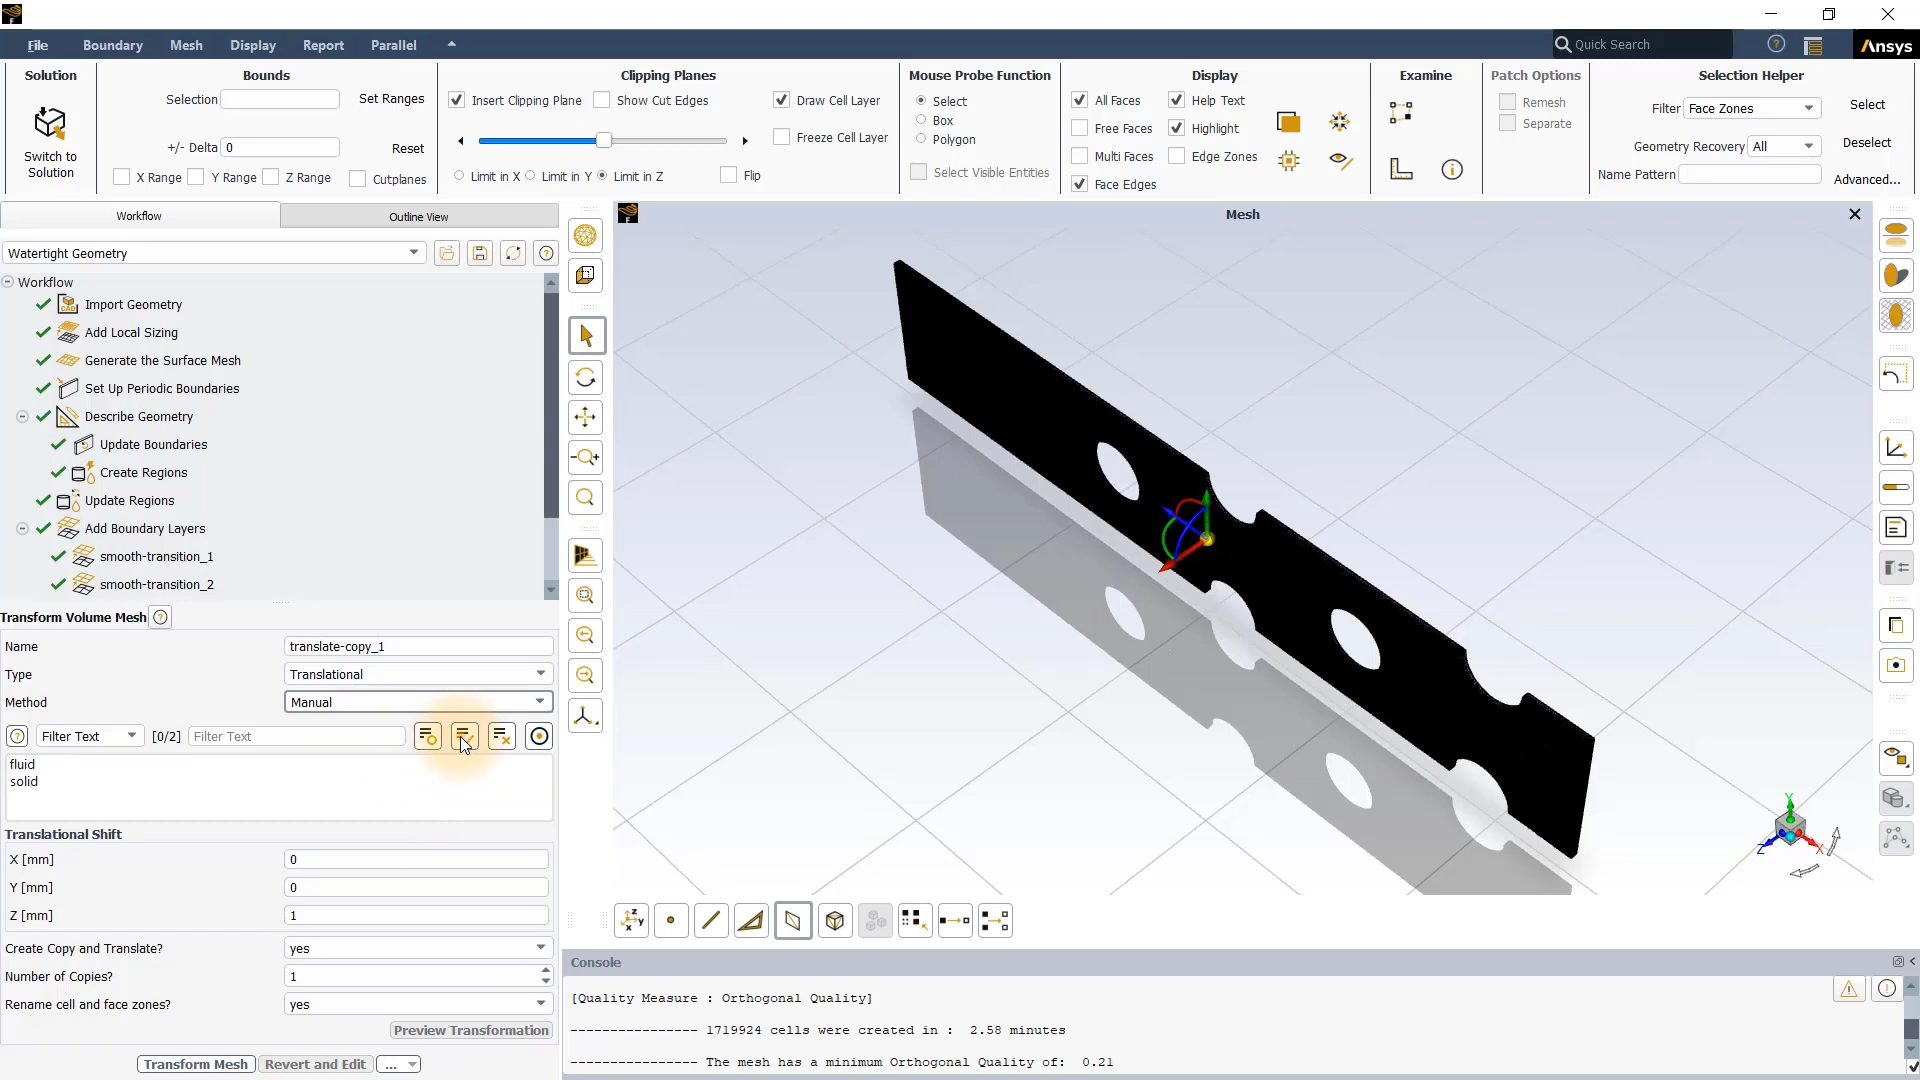 File
Boundary
Mesh
Display
Report
Parallel
Quick Search
Ansys
Solution
Switch to
Solution
Bounds
Selection
Set Ranges
+/- Delta 0
Reset
X Range
Y Range
Z Range
Cutplanes
Clipping Planes
Insert Clipping Plane
Show Cut Edges
Draw Cell Layer
Freeze Cell Layer
Limit in X
Limit in Y
Limit in Z
Flip
Mouse Probe Function
Select
Box
Polygon
Select Visible Entities
Display
All Faces
Help Text
Free Faces
Highlight
Multi Faces
Edge Zones
Face Edges
Examine
Patch Options
Remesh
Separate
Selection Helper
Filter Face Zones
Select
Geometry Recovery All
Deselect
Name Pattern
Advanced...
Workflow
Outline View
Mesh
Watertight Geometry
Workflow
Import Geometry
Add Local Sizing
Generate the Surface Mesh
Set Up Periodic Boundaries
Describe Geometry
Update Boundaries
Create Regions
Update Regions
Add Boundary Layers
smooth-transition_1
smooth-transition_2
Transform Volume Mesh
Name translate-copy_1
Type Translational
Method Manual
Filter Text [0/2] Filter Text
fluid
solid
Translational Shift
X [mm] 0
Y [mm] 0
Z [mm] 1
Create Copy and Translate? yes
Number of Copies? 1
Rename cell and face zones? yes
Preview Transformation
Transform Mesh
Revert and Edit
...
Y
Z
X
Console
[Quality Measure : Orthogonal Quality]
---------------- 1719924 cells were created in : 2.58 minutes
---------------- The mesh has a minimum Orthogonal Quality of: 0.21